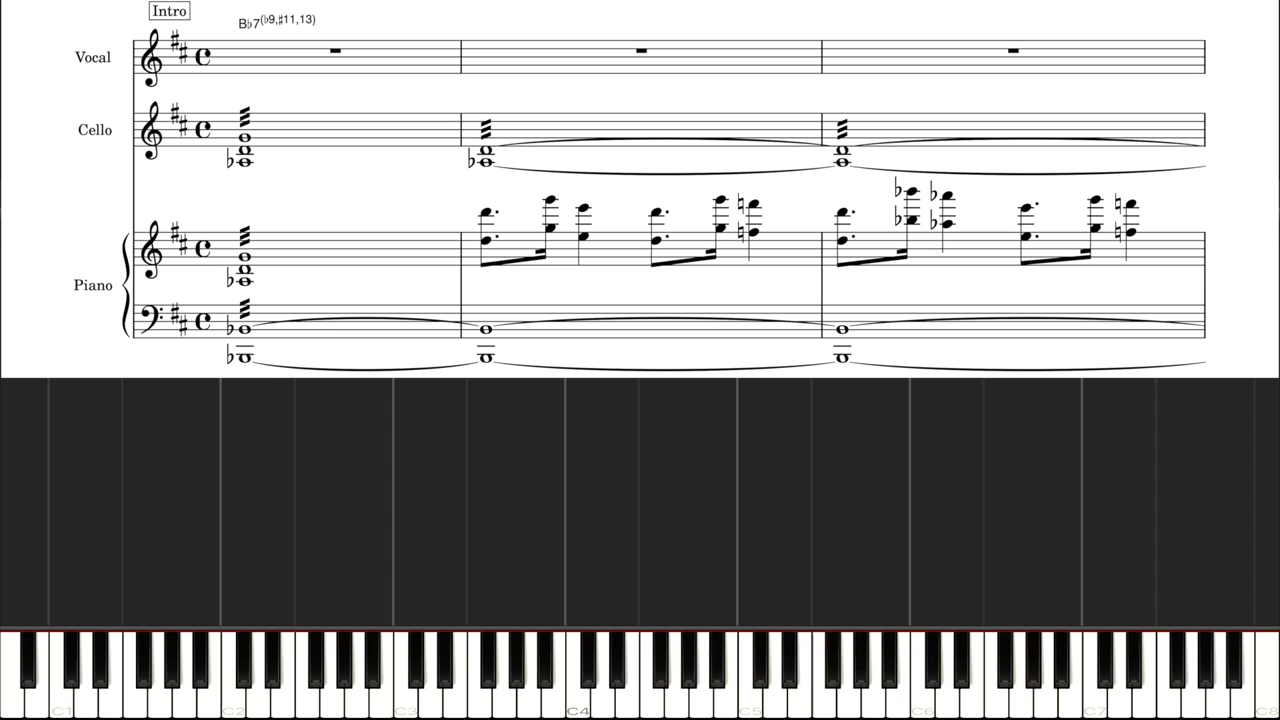 Intro
B♭7(♭9,♯11,13)
Vocal
Cello
Piano
C1 C2 C3 C4 C5 C6 C7 C8